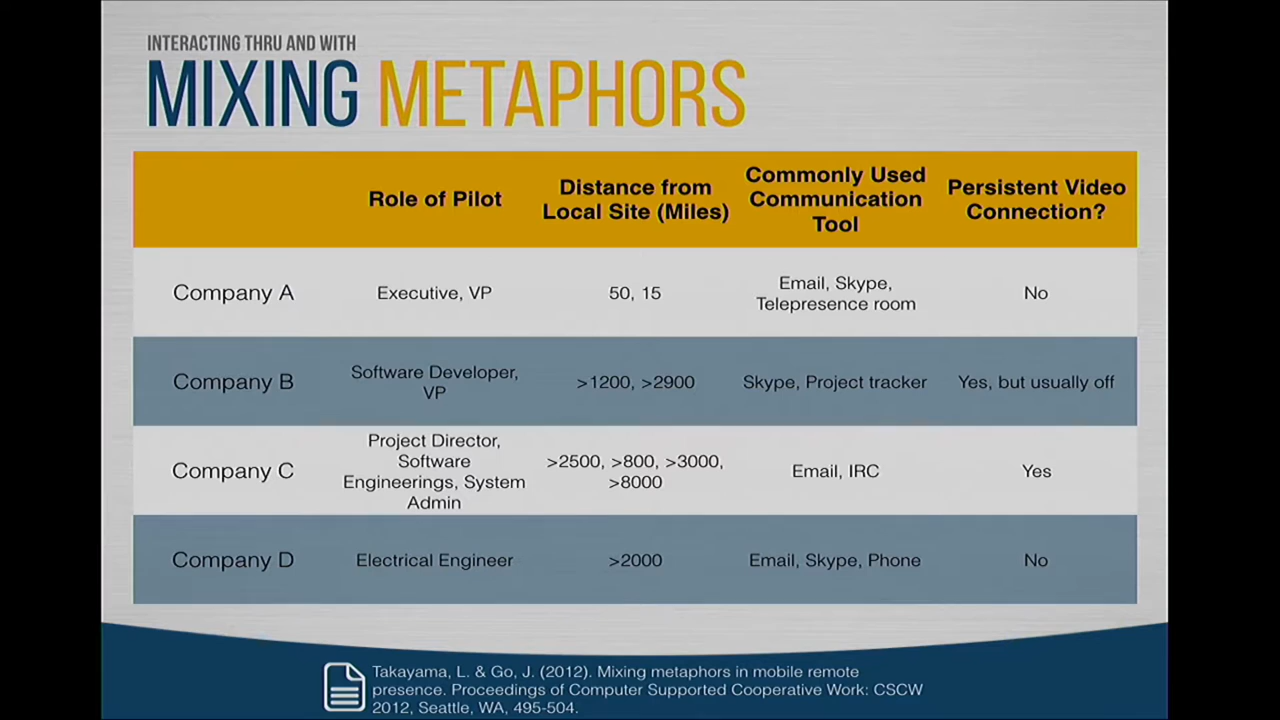 INTERACTING THRU AND WITH
MIXING METAPHORS
Role of Pilot
Distance from
Local Site (Miles)
Commonly Used
Communication
Tool
Persistent Video
Connection?
Company A
Executive, VP
50, 15
Email, Skype,
Telepresence room
No
Company B
Software Developer,
VP
>1200, >2900
Skype, Project tracker
Yes, but usually off
Company C
Project Director,
Software
Engineerings, System
Admin
>2500, >800, >3000,
>8000
Email, IRC
Yes
Company D
Electrical Engineer
>2000
Email, Skype, Phone
No
Takayama, L. & Go, J. (2012). Mixing metaphors in mobile remote
presence. Proceedings of Computer Supported Cooperative Work: CSCW
2012, Seattle, WA, 495-504.